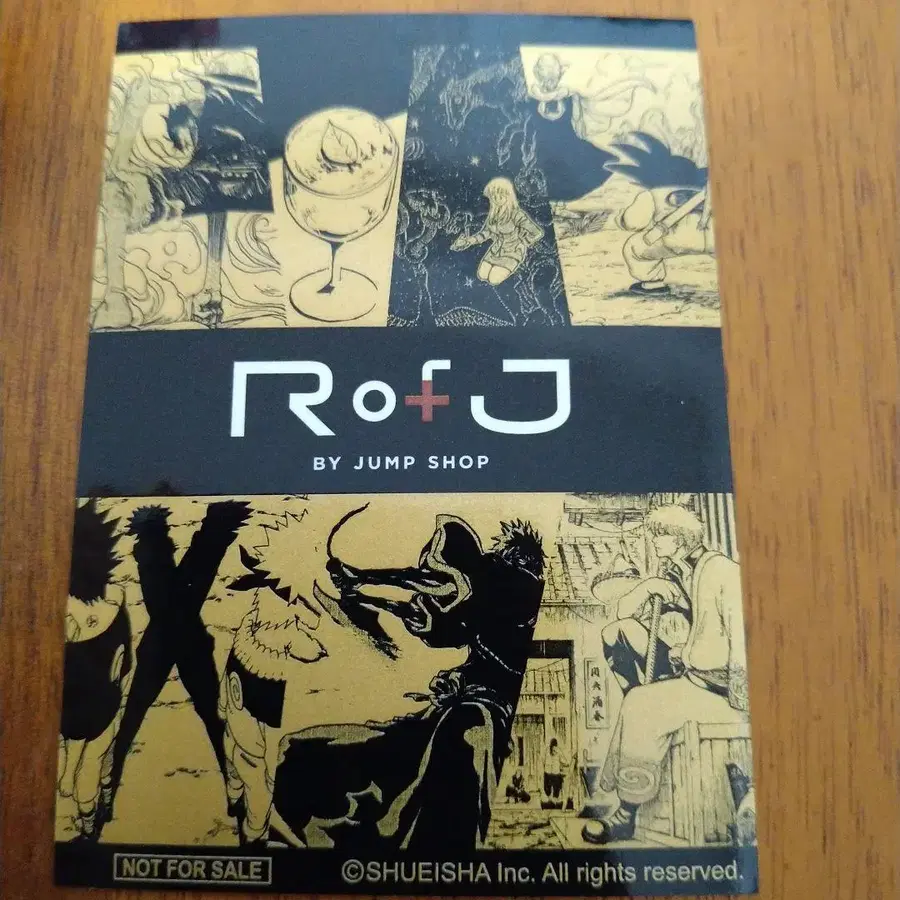 RofJ
BY JUMP SHOP
NOT FOR SALE
©SHUEISHA Inc. All rights reserved.